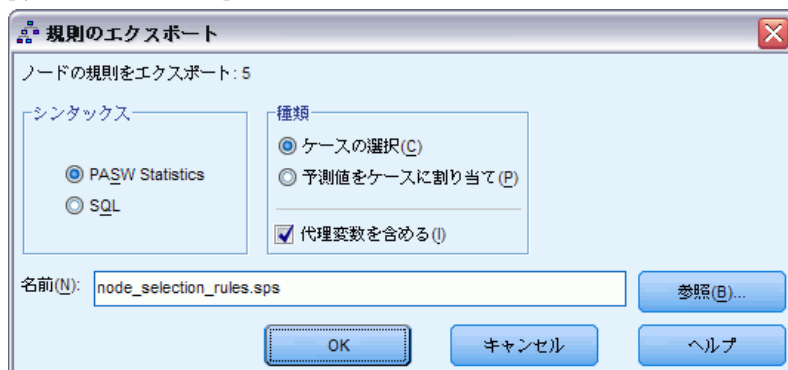 規則のエクスポート
ノードの規則をエクスポート: 5
シンタックス
PASW Statistics
SQL
種類
ケースの選択(C)
予測値をケースに割り当て(P)
代理変数を含める(I)
名前(N): node_selection_rules.sps 参照(B)...
OK キャンセル ヘルプ